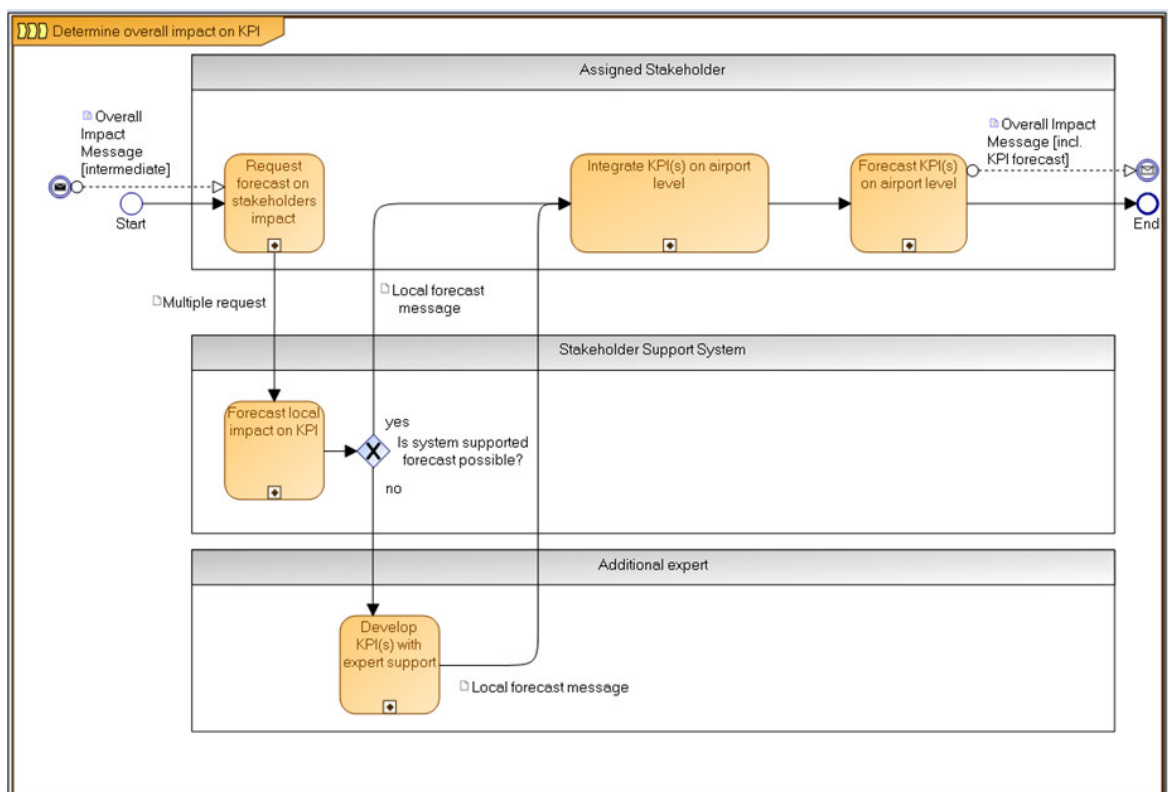 Determine overall impact on KPI
Assigned Stakeholder
Overall
Impact
Message
[intermediate]
Start
Request
forecast on
stakeholders
impact
Integrate KPI(s) on airport
level
Forecast KPI(s)
on airport level
Overall Impact
Message [incl.
KPI forecast]
End
Multiple request
Local forecast
message
Stakeholder Support System
Forecast local
impact on KPI
yes
Is system supported
forecast possible?
no
Additional expert
Develop
KPI(s) with
expert support
Local forecast message